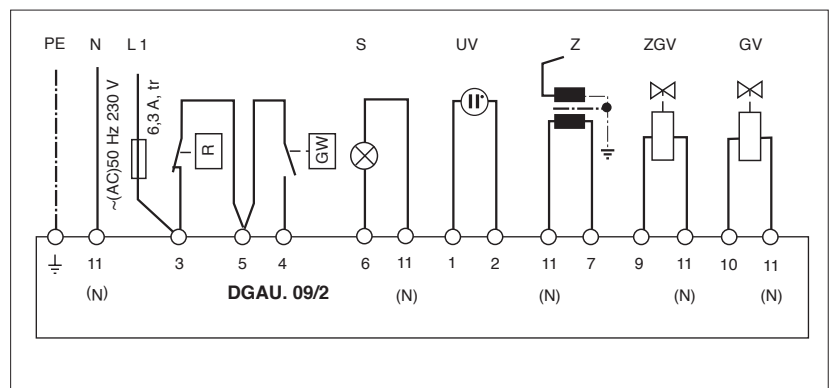 PE N L1 S UV Z ZGV GV
~(AC)50 Hz 230 V
6,3 A, tr
R
GW
11 3 5 4 6 11 1 2 11 7 9 11 10 11
(N) DGAU. 09/2 (N) (N) (N) (N)